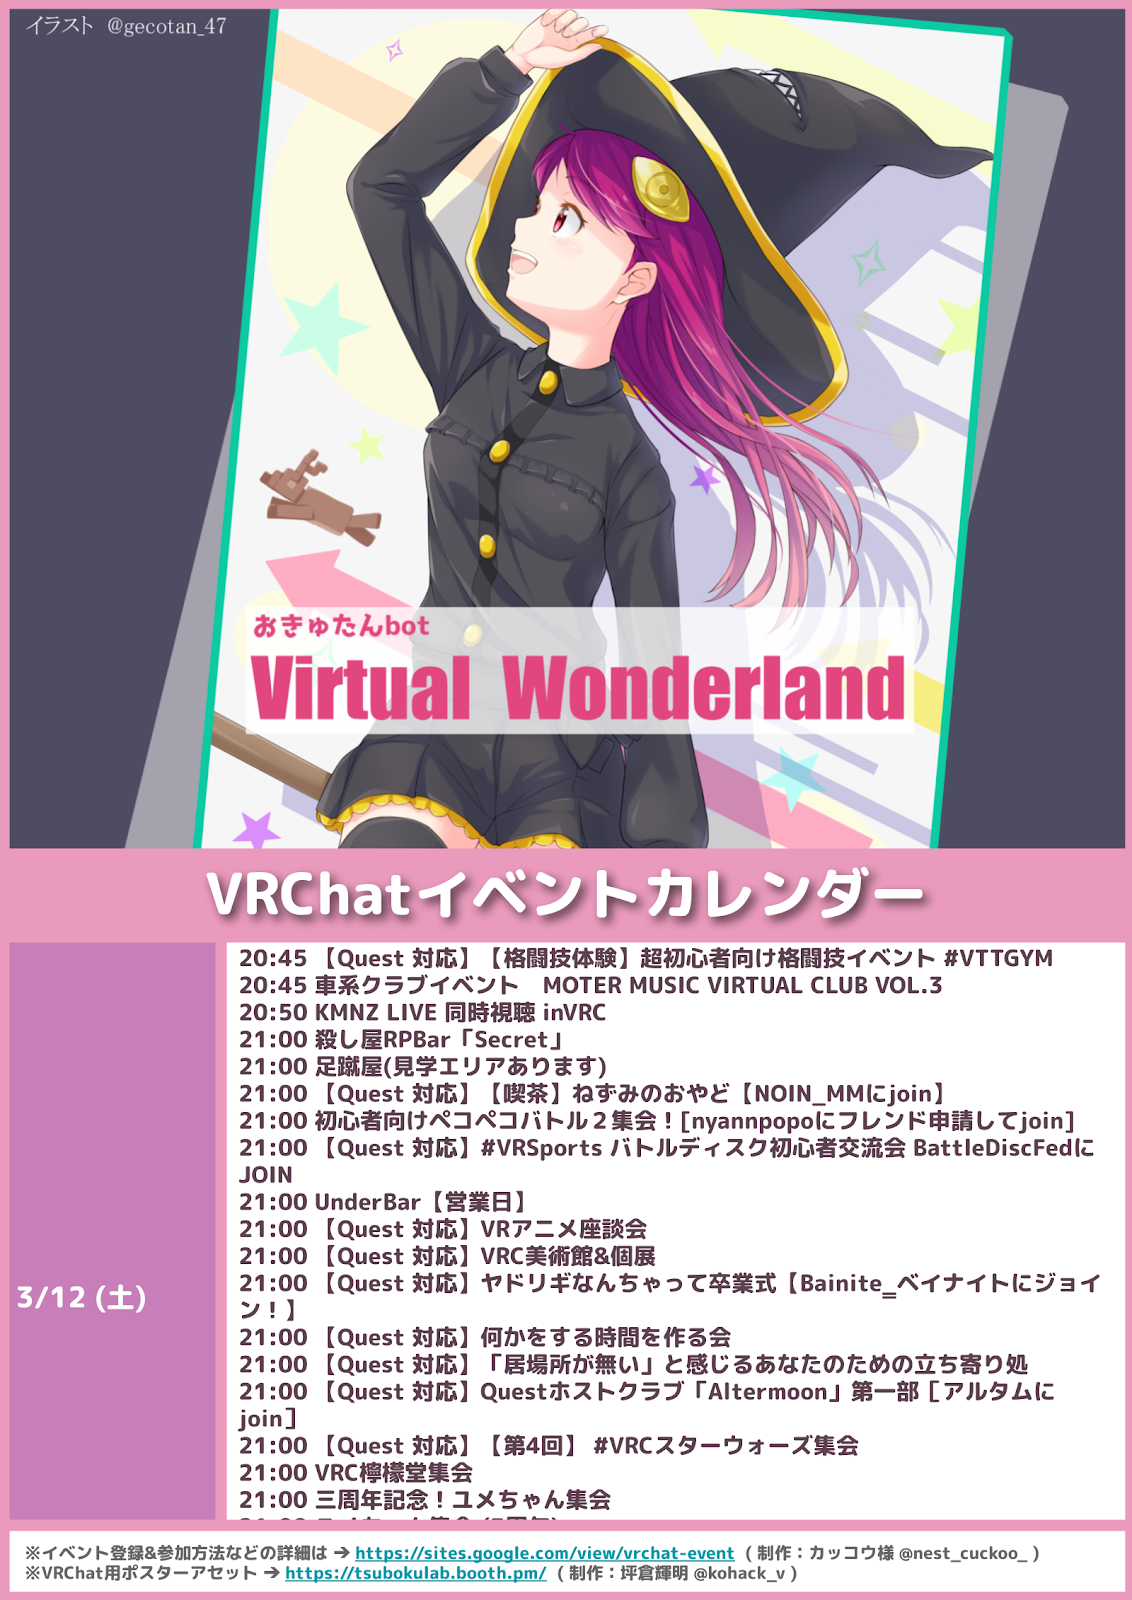 イラスト @gecotan_47
おきゅたんbot
Virtual Wonderland
VRChatイベントカレンダー
3/12 (土)
20:45 【Quest 対応】【格闘技体験】超初心者向け格闘技イベント #VTTGYM
20:45 車系クラブイベント　MOTER MUSIC VIRTUAL CLUB VOL.3
20:50 KMNZ LIVE 同時視聴 inVRC
21:00 殺し屋RPBar「Secret」
21:00 足蹴屋(見学エリアあります)
21:00 【Quest 対応】【喫茶】ねずみのおやど【NOIN_MMにjoin】
21:00 初心者向けペコペコバトル２集会！[nyannpopoにフレンド申請してjoin]
21:00 【Quest 対応】#VRSports バトルディスク初心者交流会 BattleDiscFedに
JOIN
21:00 UnderBar【営業日】
21:00 【Quest 対応】VRアニメ座談会
21:00 【Quest 対応】VRC美術館&個展
21:00 【Quest 対応】ヤドリギなんちゃって卒業式【Bainite‗ベイナイトにジョイ
ン！】
21:00 【Quest 対応】何かをする時間を作る会
21:00 【Quest 対応】「居場所が無い」と感じるあなたのための立ち寄り処
21:00 【Quest 対応】Questホストクラブ「Altermoon」第一部［アルタムに
join］
21:00 【Quest 対応】【第4回】 #VRCスターウォーズ集会
21:00 VRC檸檬堂集会
21:00 三周年記念！ユメちゃん集会
※イベント登録&参加方法などの詳細は ➔ https://sites.google.com/view/vrchat-event ( 制作：カッコウ様 @nest_cuckoo_ )
※VRChat用ポスターアセット ➔ https://tsubokulab.booth.pm/ ( 制作：坪倉輝明 @kohack_v )